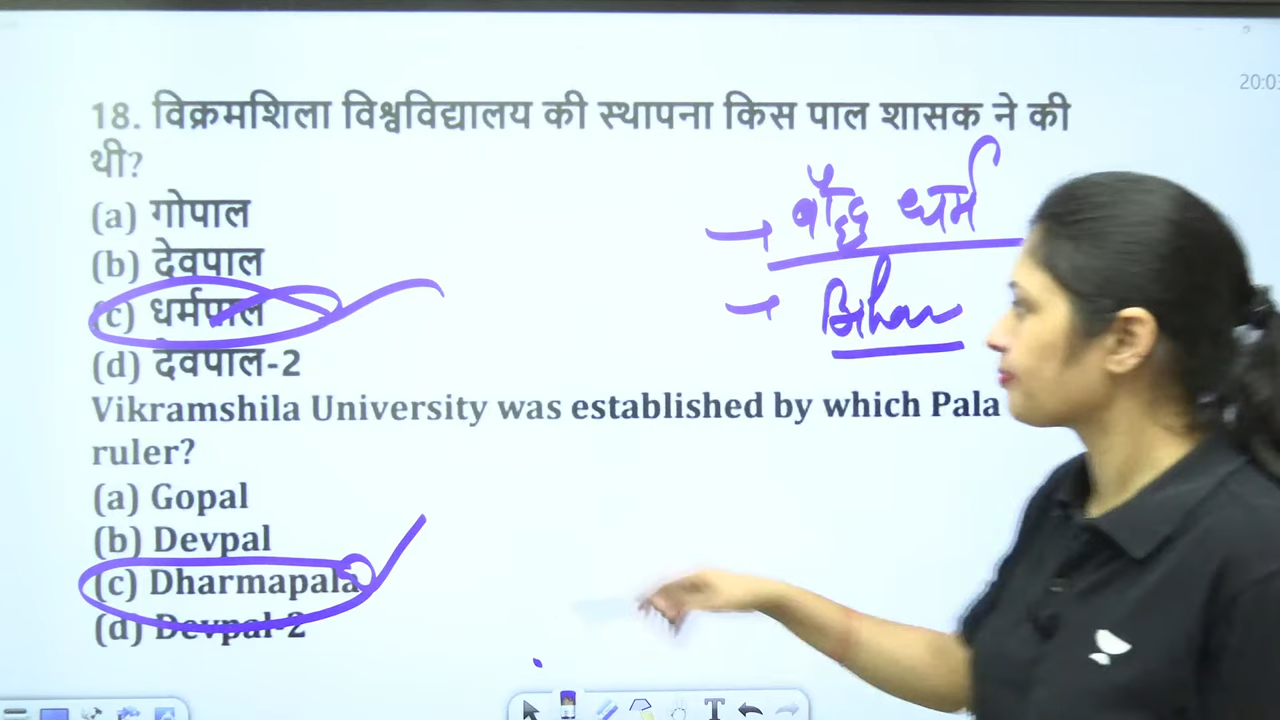 20:03
18. विक्रमशिला विश्वविद्यालय की स्थापना किस पाल शासक ने की
थी?
(a) गोपाल
(b) देवपाल
(c) धर्मपाल
(d) देवपाल-2
→ बौद्ध धर्म
→ Bihar
Vikramshila University was established by which Pala
ruler?
(a) Gopal
(b) Devpal
(c) Dharmapala
(d) Devpal-2
T